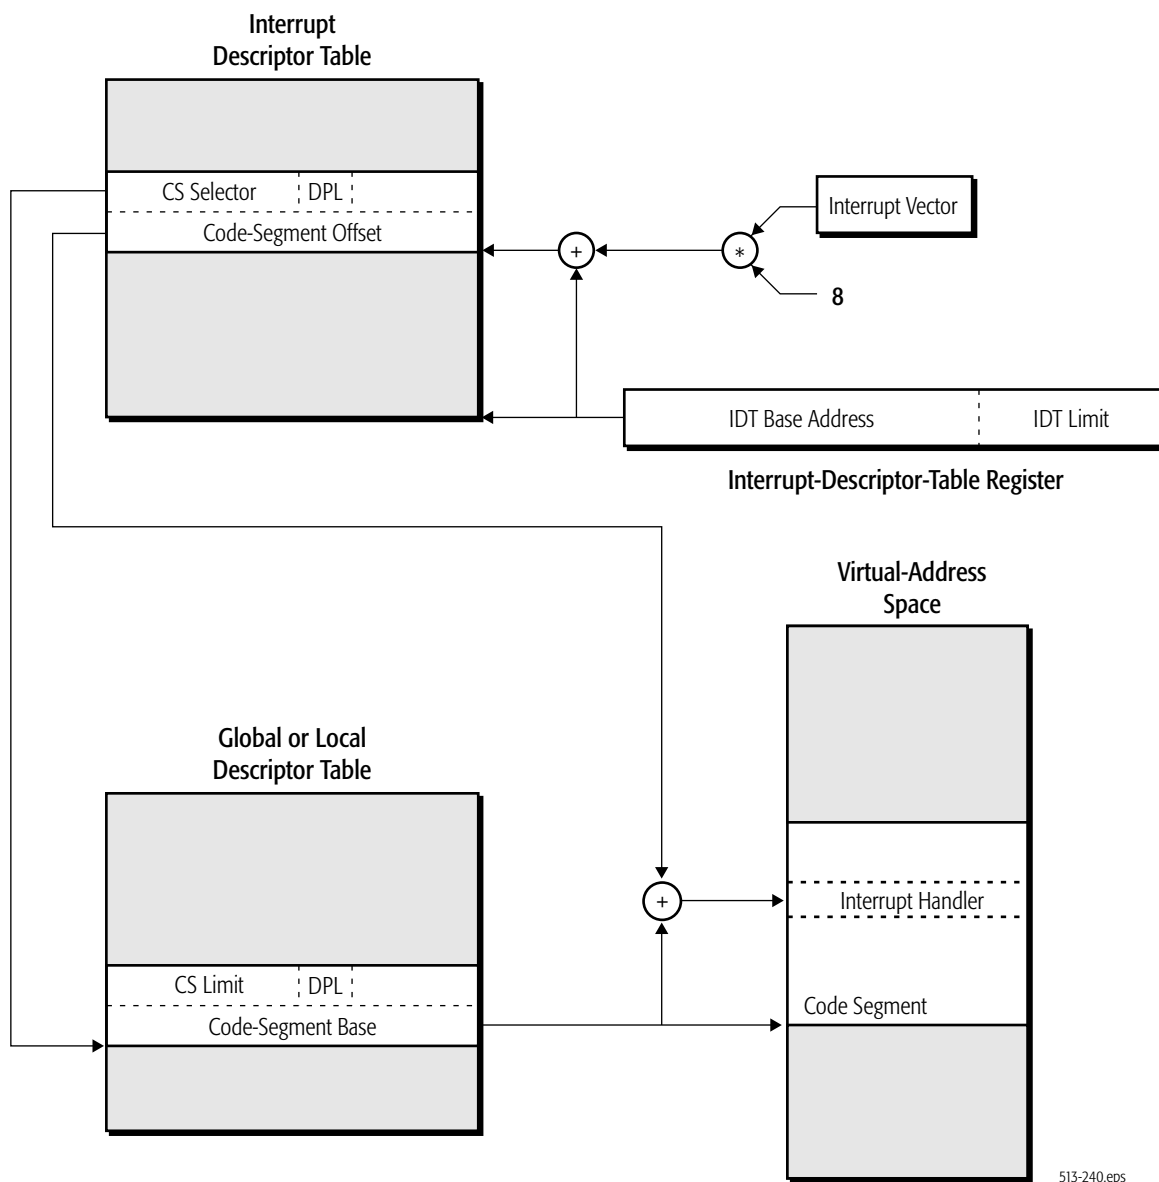 Interrupt
Descriptor Table
CS Selector DPL
Code-Segment Offset
+
*
Interrupt Vector
8
IDT Base Address IDT Limit
Interrupt-Descriptor-Table Register
Virtual-Address
Space
Global or Local
Descriptor Table
+
Interrupt Handler
CS Limit DPL
Code-Segment Base
Code Segment
513-240.eps